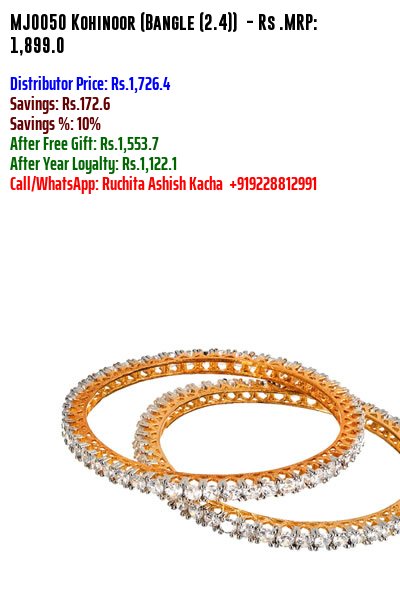 MJ0050 Kohinoor (Bangle (2.4)) - Rs .MRP:
1,899.0
Distributor Price: Rs.1,726.4
Savings: Rs.172.6
Savings %: 10%
After Free Gift: Rs.1,553.7
After Year Loyalty: Rs.1,122.1
Call/WhatsApp: Ruchita Ashish Kacha +919228812991